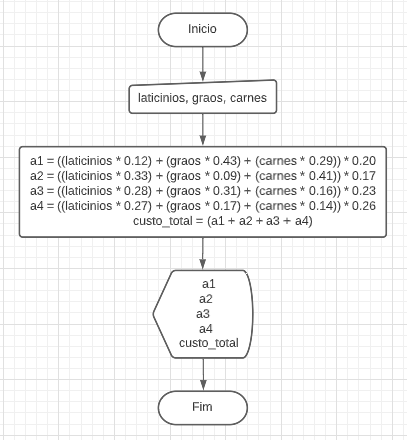 Inicio
laticinios, graos, carnes
a1 = ((laticinios * 0.12) + (graos * 0.43) + (carnes * 0.29)) * 0.20
a2 = ((laticinios * 0.33) + (graos * 0.09) + (carnes * 0.41)) * 0.17
a3 = ((laticinios * 0.28) + (graos * 0.31) + (carnes * 0.16)) * 0.23
a4 = ((laticinios * 0.27) + (graos * 0.17) + (carnes * 0.14)) * 0.26
custo_total = (a1 + a2 + a3 + a4)
a1
a2
a3
a4
custo_total
Fim